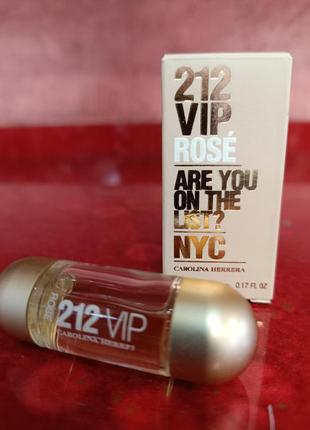 212
VIP
ROSÉ
ARE YOU
ON THE
LIST?
NYC
CAROLINA HERRERA
0.17 FL. OZ
ROSÉ
212 VIP
CAROLINA HERRE